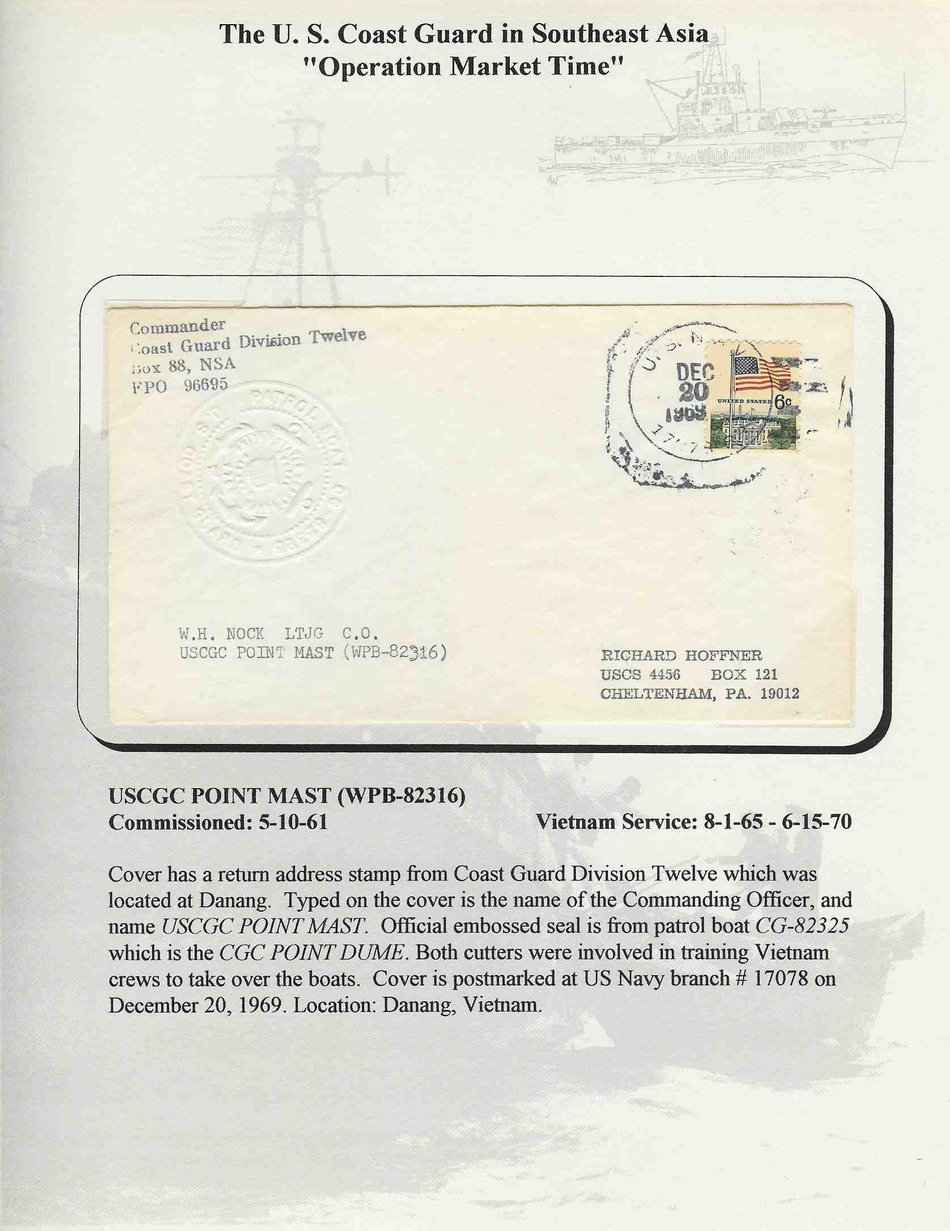 The U. S. Coast Guard in Southeast Asia
"Operation Market Time"
Commander
Coast Guard Division Twelve
Box 88, NSA
FPO 96695
U.S. NAVY
DEC
20
1969
UNITED STATES 6c
PATROL BOAT
GUARD
W.H. NOCK LTJG C.O.
USCGC POINT MAST (WPB-82316)
RICHARD HOFFNER
USCS 4456 BOX 121
CHELTENHAM, PA. 19012
USCGC POINT MAST (WPB-82316)
Commissioned: 5-10-61 Vietnam Service: 8-1-65 - 6-15-70
Cover has a return address stamp from Coast Guard Division Twelve which was
located at Danang. Typed on the cover is the name of the Commanding Officer, and
name USCGC POINT MAST. Official embossed seal is from patrol boat CG-82325
which is the CGC POINT DUME. Both cutters were involved in training Vietnam
crews to take over the boats. Cover is postmarked at US Navy branch # 17078 on
December 20, 1969. Location: Danang, Vietnam.